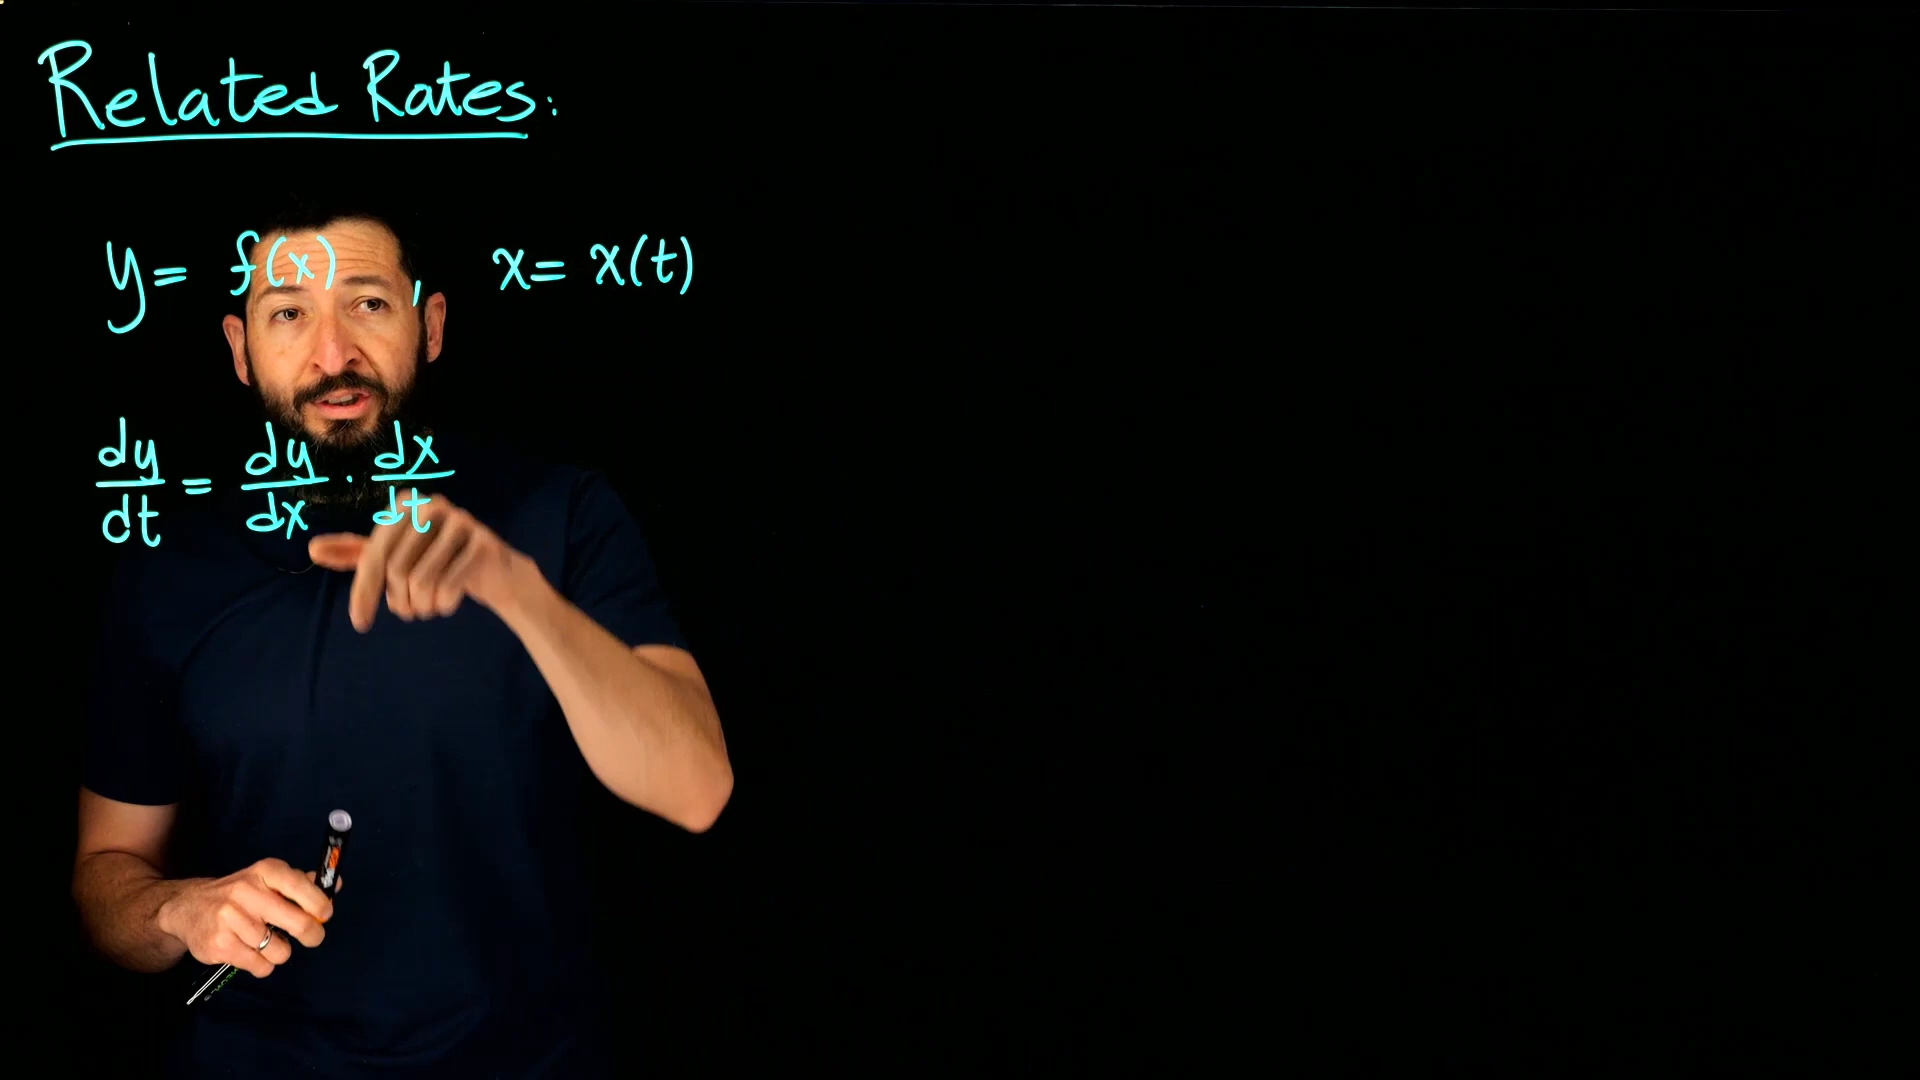 Related Rates:
y = f(x) , x = x(t)
dy/dt = dy/dx · dx/dt